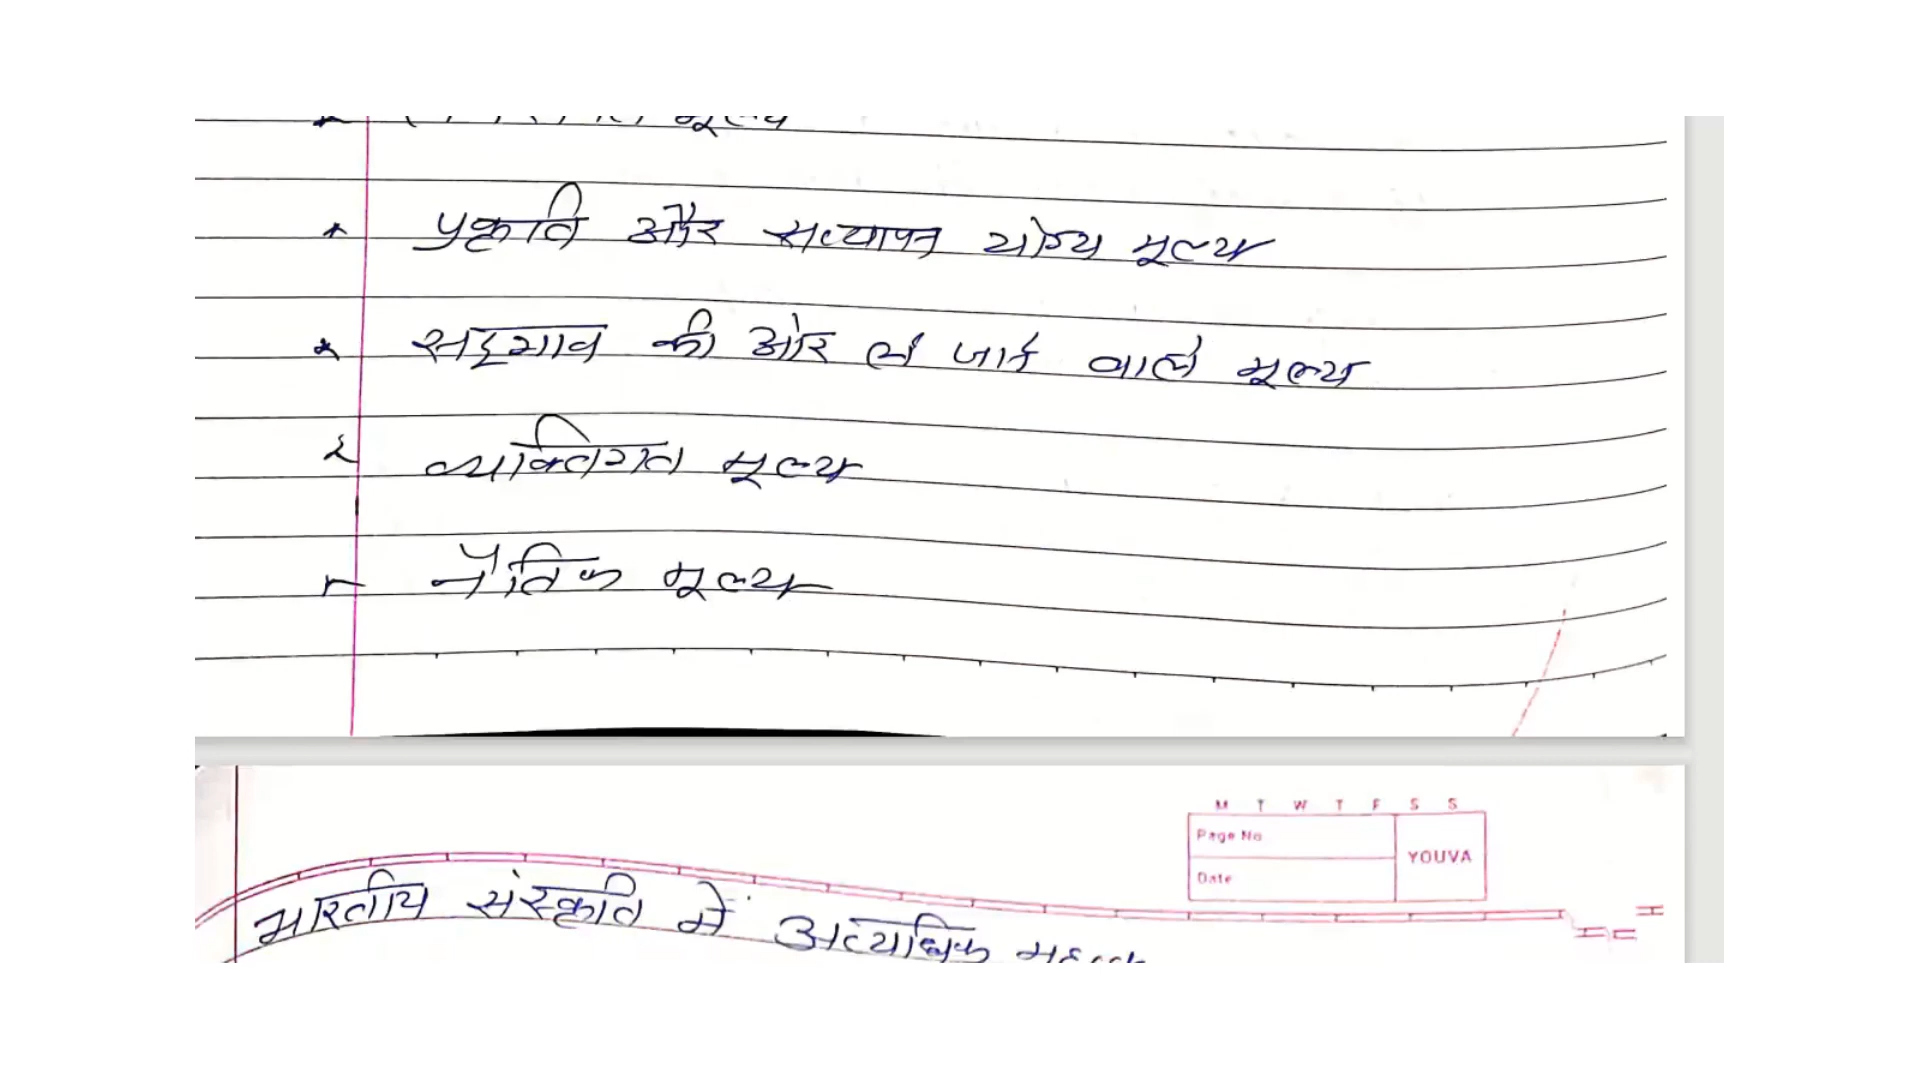 मूल्य
* प्रकृति और सत्यापन योग्य मूल्य
* सद्भाव की ओर ले जाने वाले मूल्य
व्यक्तिगत मूल्य
नैतिक मूल्य
M T W T F S S
Page No
YOUVA
Date
भारतीय संस्कृति में अत्यधिक